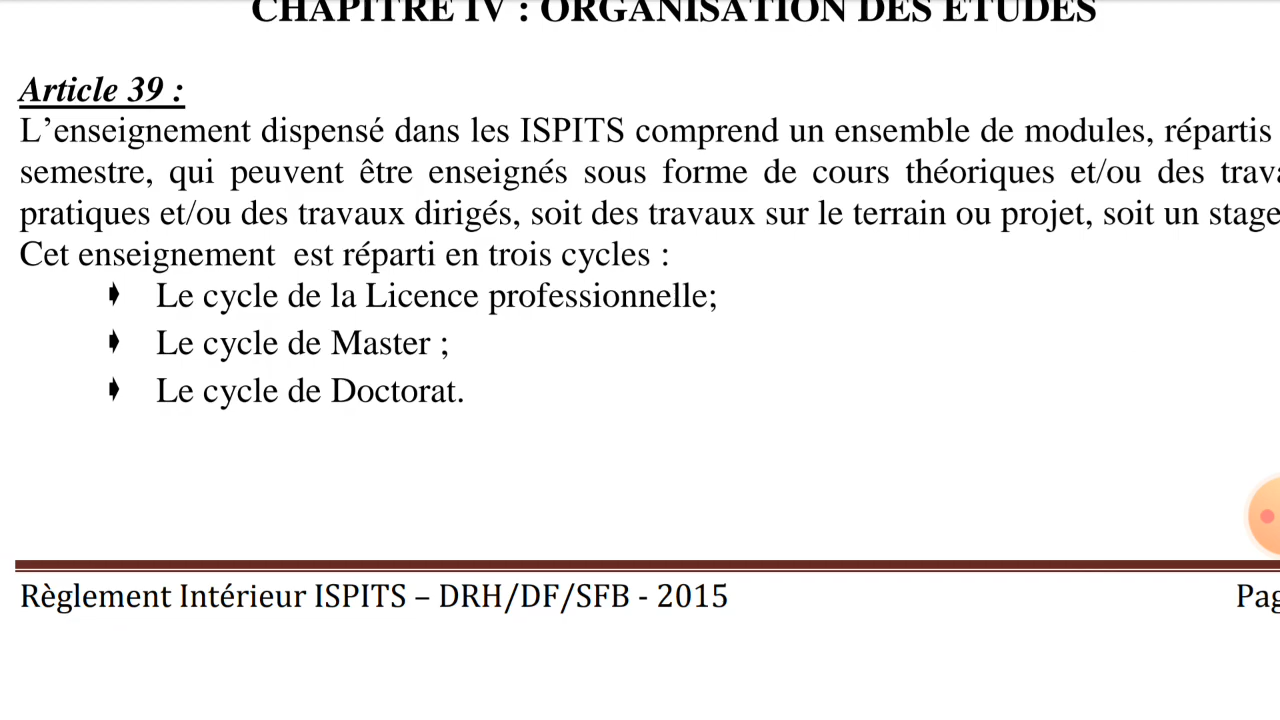 CHAPITRE IV : ORGANISATION DES ETUDES
Article 39 :
L’enseignement dispensé dans les ISPITS comprend un ensemble de modules, répartis
semestre, qui peuvent être enseignés sous forme de cours théoriques et/ou des
pratiques et/ou des travaux dirigés, soit des travaux sur le terrain ou projet, soit un stage
Cet enseignement est réparti en trois cycles :
Le cycle de la Licence professionnelle;
Le cycle de Master ;
Le cycle de Doctorat.
Règlement Intérieur ISPITS – DRH/DF/SFB - 2015